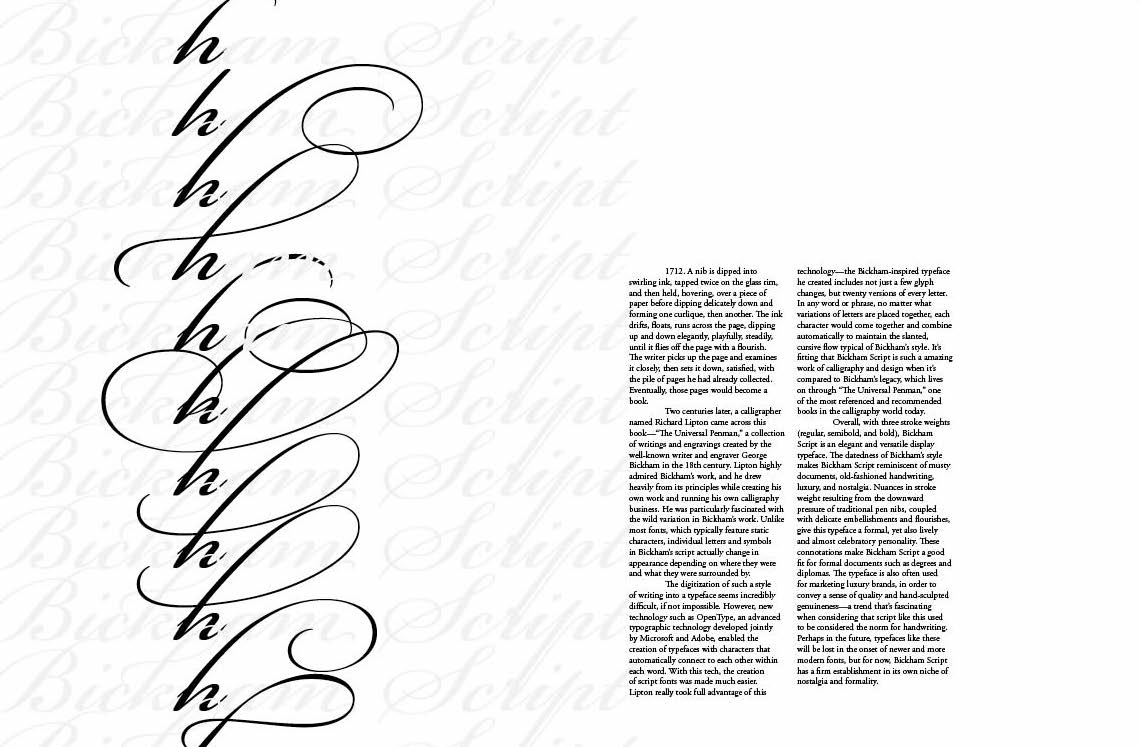 Bickham Script
Bickham Script
Bickham Script
Bickham Script
Bickham Script
Bickham Script
Bickham Script
Bickham Script
Bickham Script
Bickham Script
h
h
h
h
h
h
h
h
h
h
1712. A nib is dipped into
swirling ink, tapped twice on the glass rim,
and then held, hovering, over a piece of
paper before dipping delicately down and
forming one curlique, then another. The ink
drifts, floats, runs across the page, dipping
up and down elegantly, playfully, steadily,
until it flies off the page with a flourish.
The writer picks up the page and examines
it closely, then sets it down, satisfied, with
the pile of pages he had already collected.
Eventually, those pages would become a
book.
Two centuries later, a calligrapher
named Richard Lipton came across this
book—“The Universal Penman,” a collection
of writings and engravings created by the
well-known writer and engraver George
Bickham in the 18th century. Lipton highly
admired Bickham’s work, and he drew
heavily from its principles while creating his
own work and running his own calligraphy
business. He was particularly fascinated with
the wild variation in Bickham’s work. Unlike
most fonts, which typically feature static
characters, individual letters and symbols
in Bickham’s script actually change in
appearance depending on where they were
and what they were surrounded by.
The digitization of such a style
of writing into a typeface seems incredibly
difficult, if not impossible. However, new
technology such as OpenType, an advanced
typographic technology developed jointly
by Microsoft and Adobe, enabled the
creation of typefaces with characters that
automatically connect to each other within
each word. With this tech, the creation
of script fonts was made much easier.
Lipton really took full advantage of this
technology—the Bickham-inspired typeface
he created includes not just a few glyph
changes, but twenty versions of every letter.
In any word or phrase, no matter what
variations of letters are placed together, each
character would come together and combine
automatically to maintain the slanted,
cursive flow typical of Bickham’s style. It’s
fitting that Bickham Script is such a amazing
work of calligraphy and design when it’s
compared to Bickham’s legacy, which lives
on through “The Universal Penman,” one
of the most referenced and recommended
books in the calligraphy world today.
Overall, with three stroke weights
(regular, semibold, and bold), Bickham
Script is an elegant and versatile display
typeface. The datedness of Bickham’s style
makes Bickham Script reminiscent of musty
documents, old-fashioned handwriting,
luxury, and nostalgia. Nuances in stroke
weight resulting from the downward
pressure of traditional pen nibs, coupled
with delicate embellishments and flourishes,
give this typeface a formal, yet also lively
and almost celebratory personality. These
connotations make Bickham Script a good
fit for formal documents such as degrees and
diplomas. The typeface is also often used
for marketing luxury brands, in order to
convey a sense of quality and hand-sculpted
genuineness—a trend that’s fascinating
when considering that script like this used
to be considered the norm for handwriting.
Perhaps in the future, typefaces like these
will be lost in the onset of newer and more
modern fonts, but for now, Bickham Script
has a firm establishment in its own niche of
nostalgia and formality.